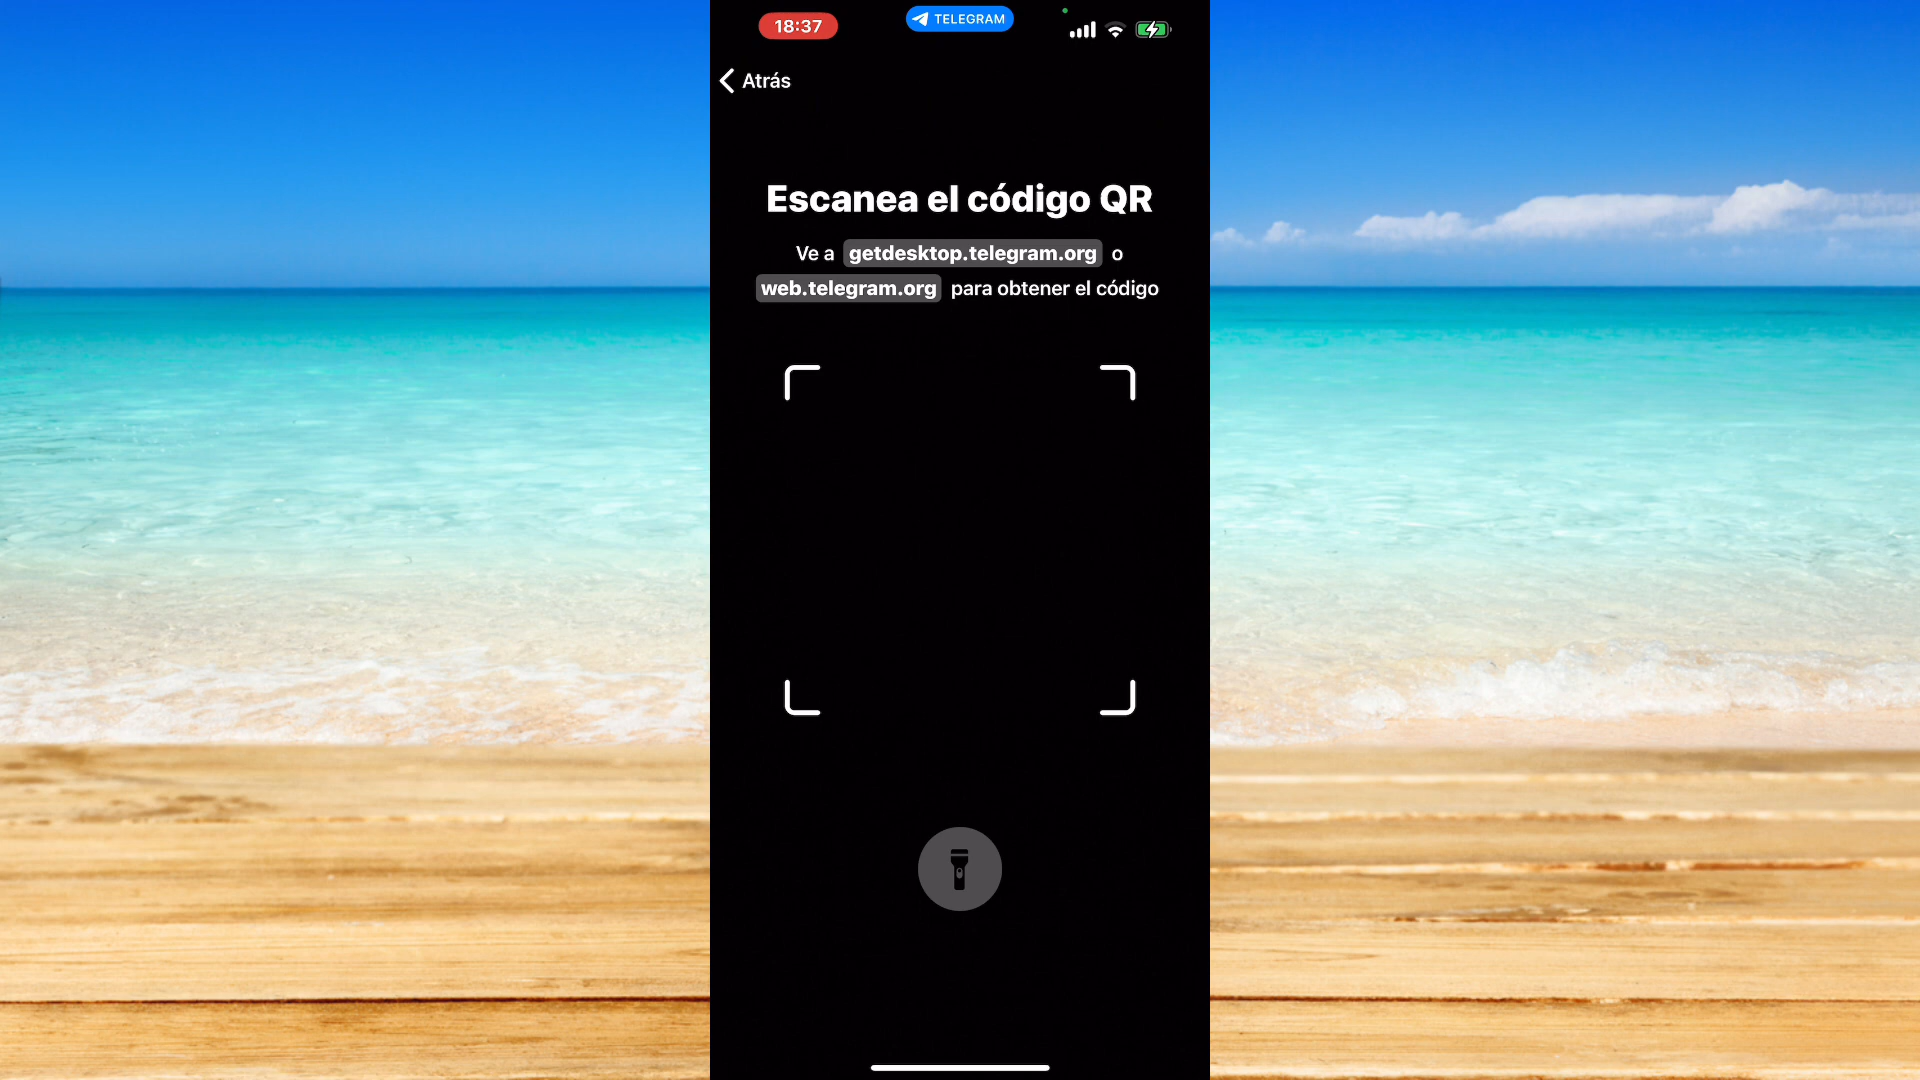 18:37
TELEGRAM
Atrás
Escanea el código QR
Ve a getdesktop.telegram.org o
web.telegram.org para obtener el código